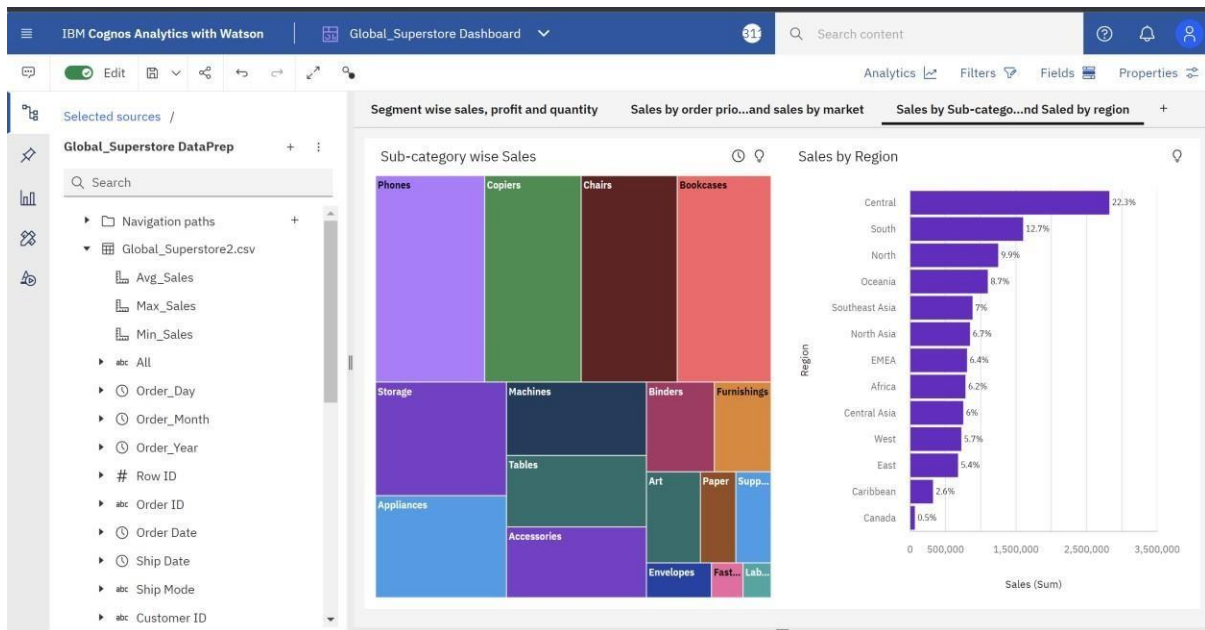 IBM Cognos Analytics with Watson
Global_Superstore Dashboard
Search content
Edit
Analytics
Filters
Fields
Properties
Selected sources /
Global_Superstore DataPrep
Search
Navigation paths
Global_Superstore2.csv
Avg_Sales
Max_Sales
Min_Sales
abc All
Order_Day
Order_Month
Order_Year
# Row ID
abc Order ID
Order Date
Ship Date
abc Ship Mode
abc Customer ID
Segment wise sales, profit and quantity
Sales by order prio...and sales by market
Sales by Sub-catego...nd Saled by region
Sub-category wise Sales
Phones
Copiers
Chairs
Bookcases
Storage
Machines
Binders
Furnishings
Tables
Art
Paper
Supp...
Appliances
Accessories
Envelopes
Fast...
Lab...
Sales by Region
Region
Central 22.3%
South 12.7%
North 9.9%
Oceania 8.7%
Southeast Asia 7%
North Asia 6.7%
EMEA 6.4%
Africa 6.2%
Central Asia 6%
West 5.7%
East 5.4%
Caribbean 2.6%
Canada 0.5%
0 500,000 1,500,000 2,500,000 3,500,000
Sales (Sum)